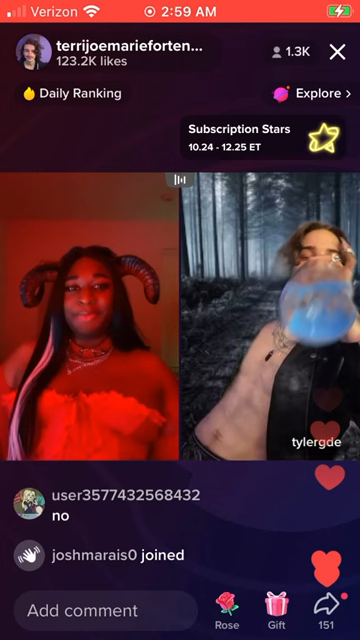 Verizon 2:59 AM
terrijoemarieforten... 1.3K
123.2K likes
Daily Ranking Explore >
Subscription Stars
10.24 - 12.25 ET
tylergde
user3577432568432
no
joshmarais0 joined
Add comment Rose Gift 151